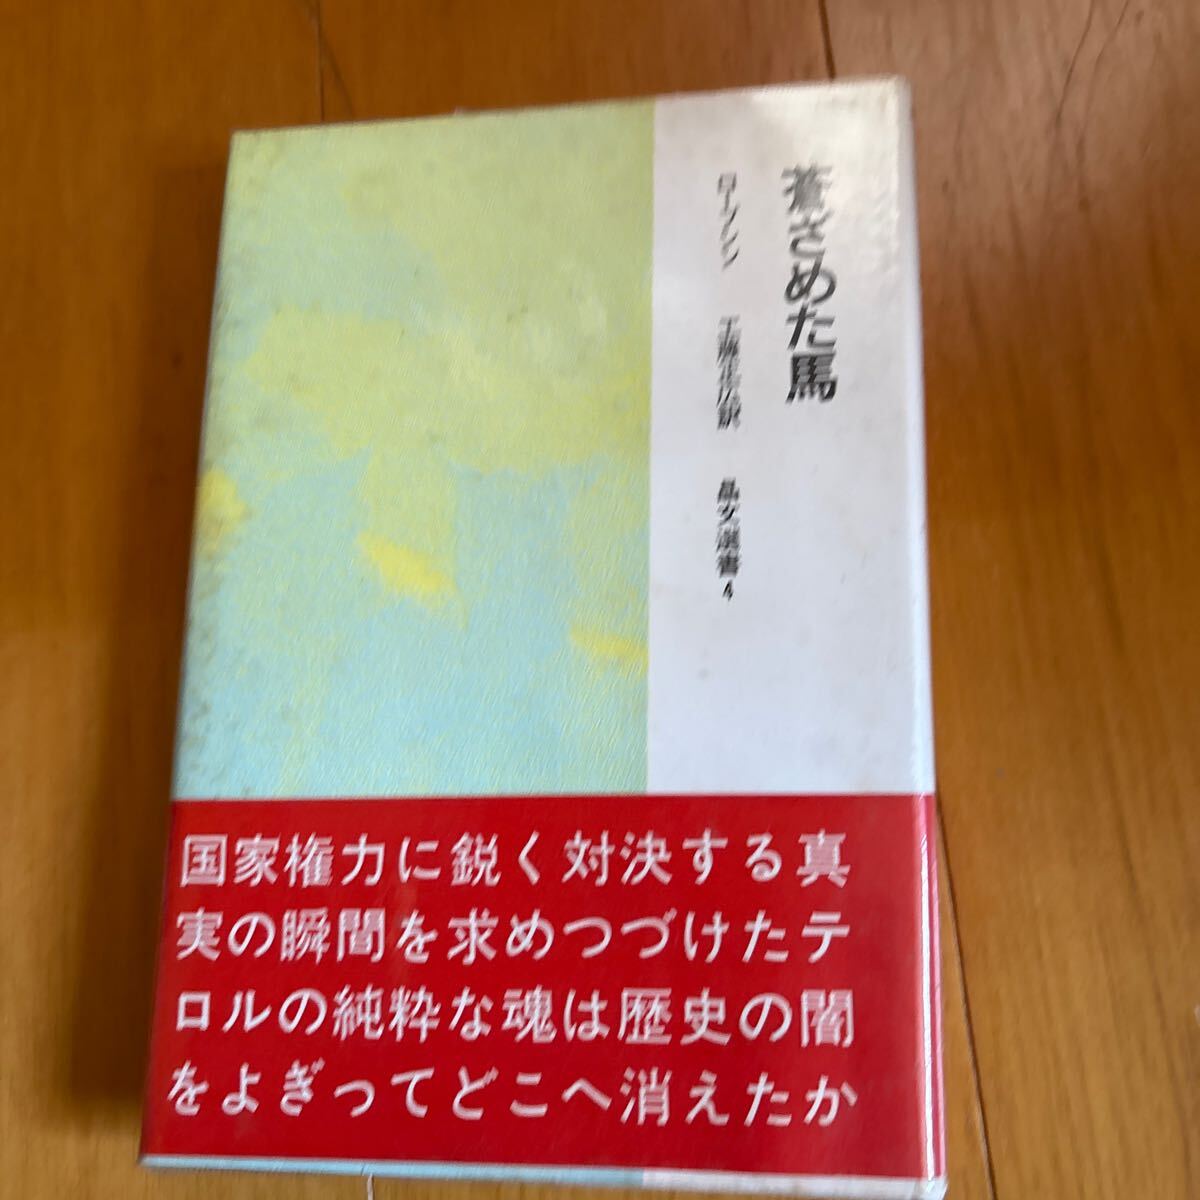 蒼ざめた馬
ロープシン 工藤正広訳 晶文選書4
国家権力に鋭く対決する真
実の瞬間を求めつづけたテ
ロルの純粋な魂は歴史の闇
をよぎってどこへ消えたか